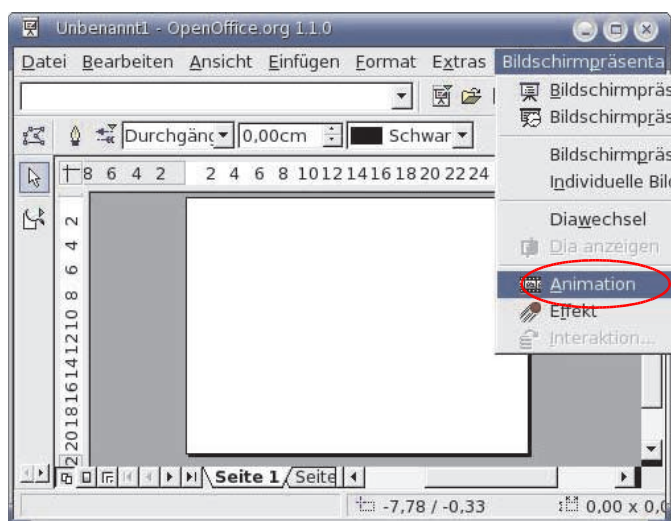 Unbenannt1 - OpenOffice.org 1.1.0
Datei Bearbeiten Ansicht Einfügen Format Extras Bildschirmpräsenta
Bildschirmpräs
Bildschirmpräs
Durchgäng 0,00cm Schwar
Bildschirmpräs
Individuelle Bil
8 6 4 2 2 4 6 8 10 12 14 16 18 20 22 24
Diawechsel
Dia anzeigen
Animation
Effekt
Interaktion...
2 4 6 8 10 12 14 16 18 20 22
Seite 1 Seite
-7,78 / -0,33 0,00 x 0,0